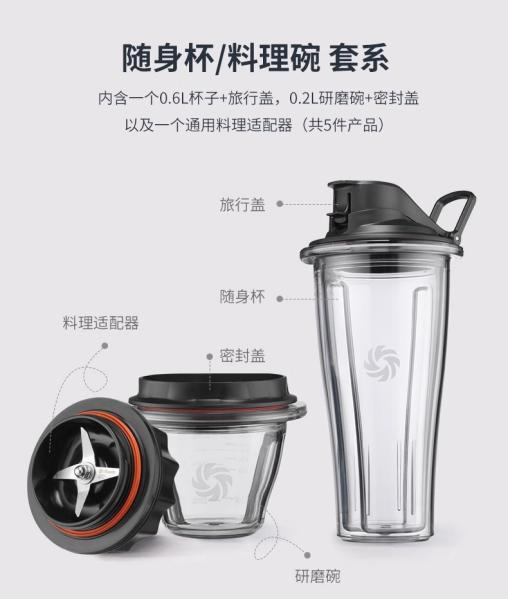 随身杯/料理碗 套系
内含一个0.6L杯子+旅行盖，0.2L研磨碗+密封盖
以及一个通用料理适配器（共5件产品）
旅行盖
随身杯
料理适配器
密封盖
研磨碗